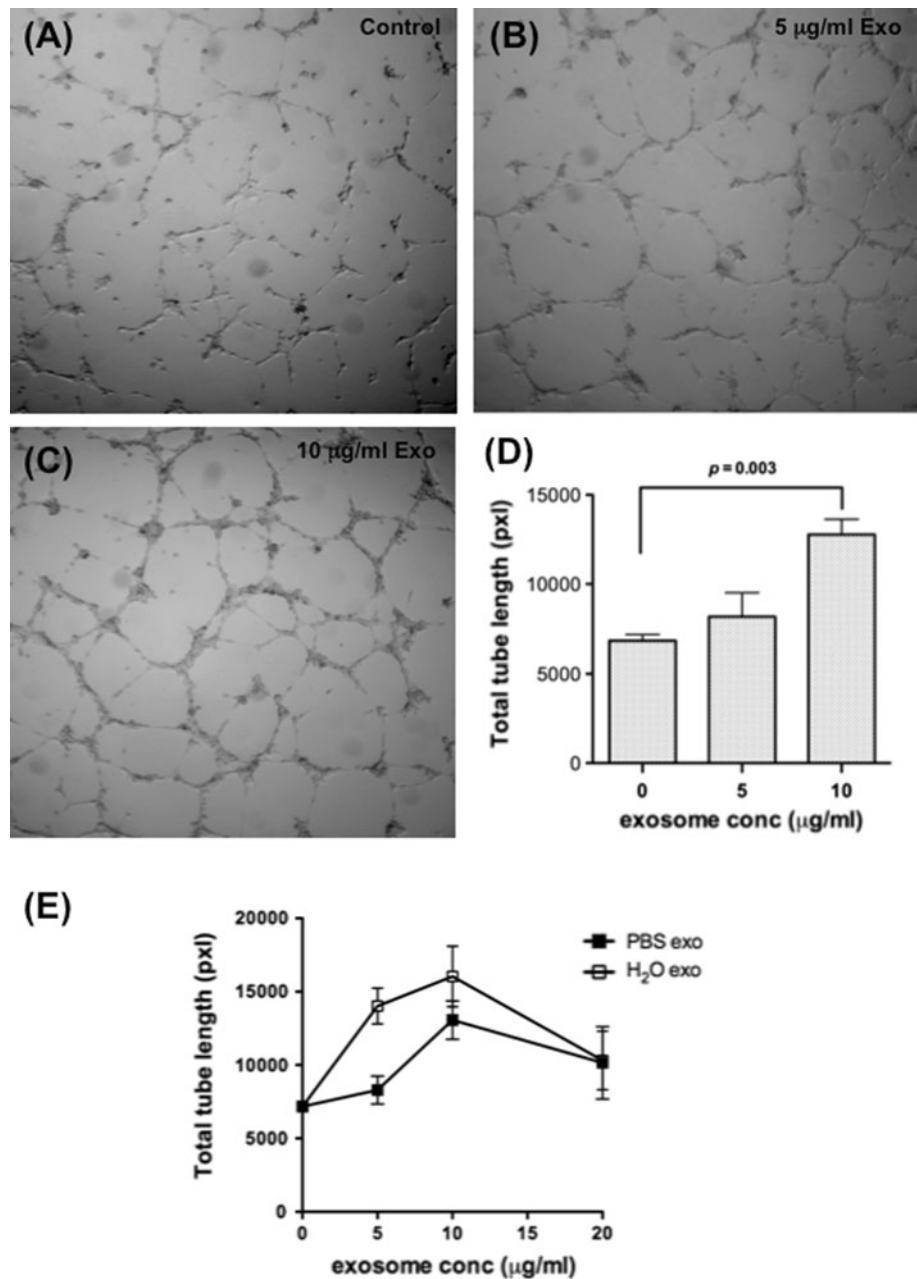 (A)
Control
(B)
5 μg/ml Exo
(C)
10 μg/ml Exo
(D)
p = 0.003
15000
10000
5000
0
Total tube length (pxl)
0 5 10
exosome conc (μg/ml)
(E)
20000
15000
10000
5000
0
Total tube length (pxl)
PBS exo
H₂O exo
0 5 10 15 20
exosome conc (μg/ml)